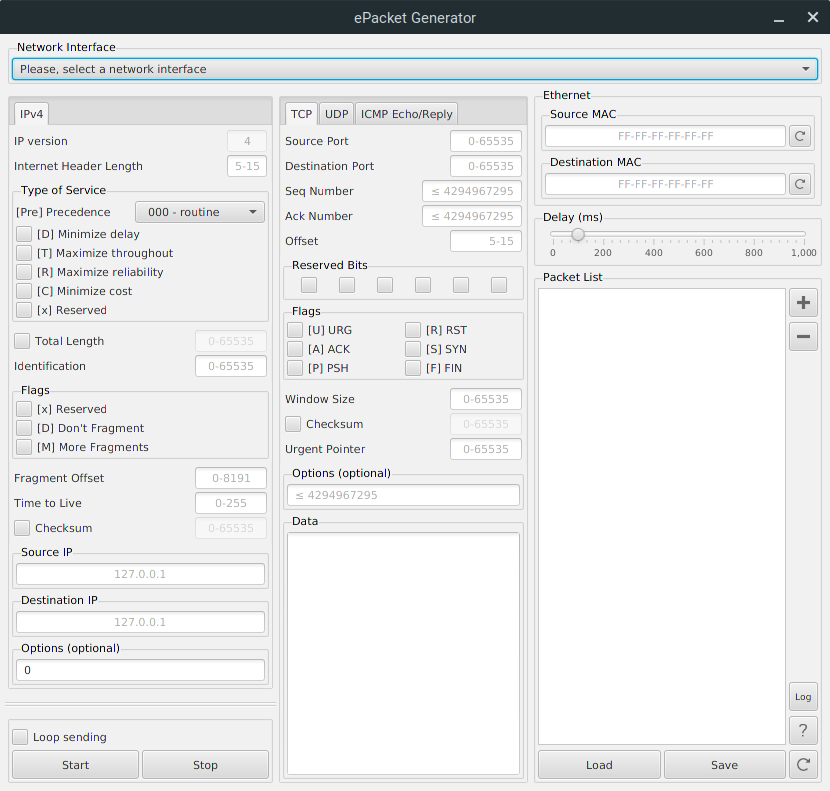 ePacket Generator
Network Interface
Please, select a network interface
IPv4
IP version 4
Internet Header Length 5-15
Type of Service
[Pre] Precedence 000 - routine
[D] Minimize delay
[T] Maximize throughout
[R] Maximize reliability
[C] Minimize cost
[x] Reserved
Total Length 0-65535
Identification 0-65535
Flags
[x] Reserved
[D] Don't Fragment
[M] More Fragments
Fragment Offset 0-8191
Time to Live 0-255
Checksum 0-65535
Source IP
127.0.0.1
Destination IP
127.0.0.1
Options (optional)
0
Loop sending
Start Stop
TCP UDP ICMP Echo/Reply
Source Port 0-65535
Destination Port 0-65535
Seq Number ≤ 4294967295
Ack Number ≤ 4294967295
Offset 5-15
Reserved Bits
Flags
[U] URG [R] RST
[A] ACK [S] SYN
[P] PSH [F] FIN
Window Size 0-65535
Checksum 0-65535
Urgent Pointer 0-65535
Options (optional)
≤ 4294967295
Data
Ethernet
Source MAC
FF-FF-FF-FF-FF-FF
Destination MAC
FF-FF-FF-FF-FF-FF
Delay (ms)
0 200 400 600 800 1,000
Packet List
+
−
Log
?
Load Save